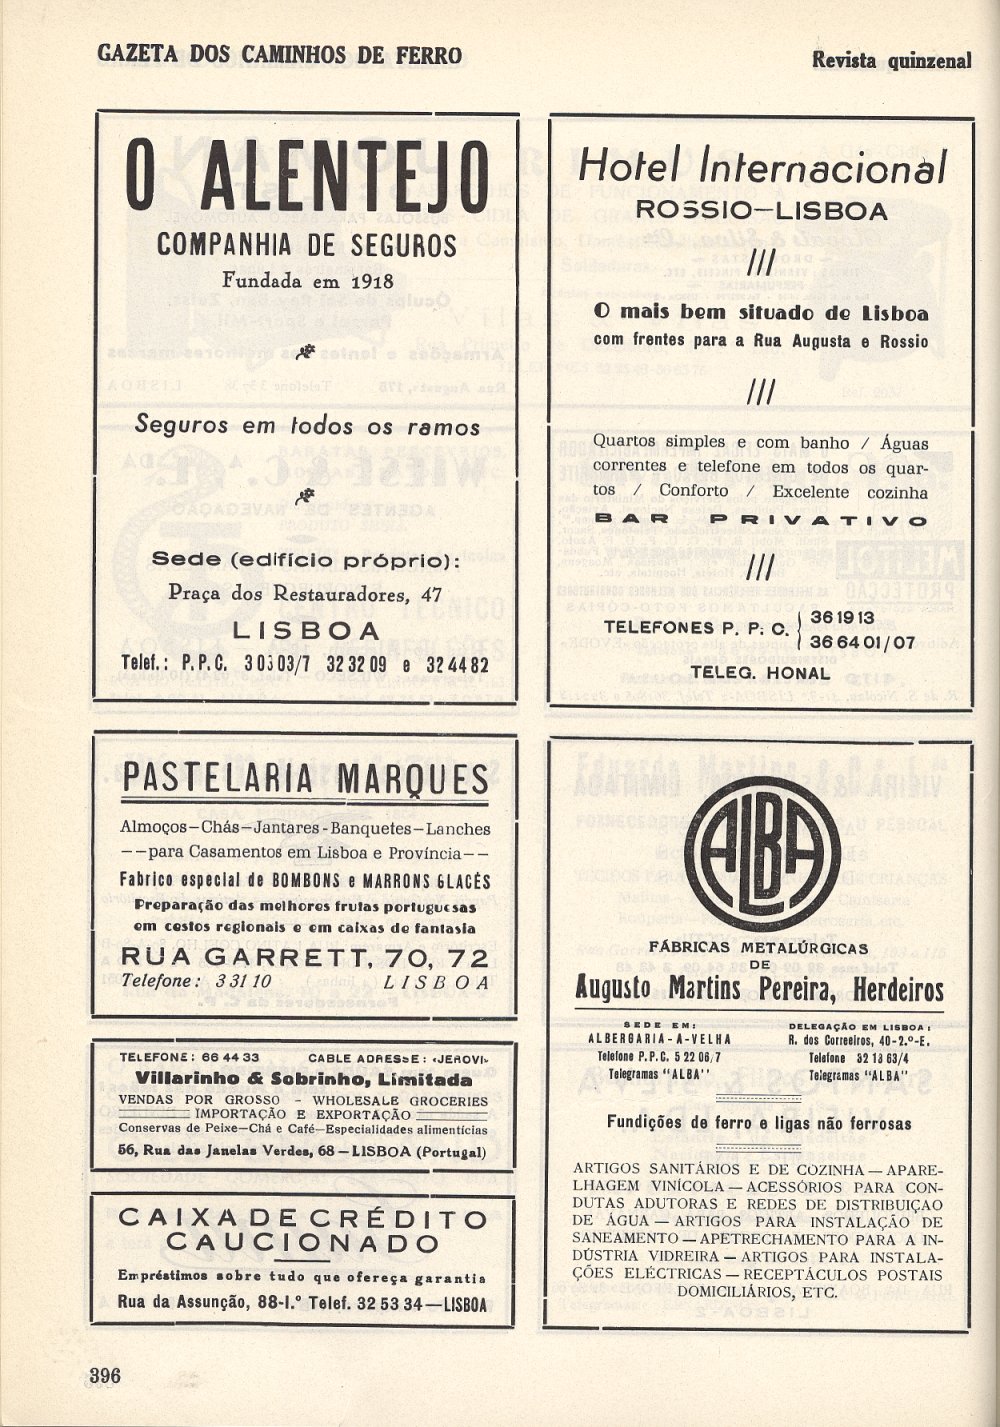 GAZETA DOS CAMINHOS DE FERRO
Revista quinzenal
O ALENTEJO
COMPANHIA DE SEGUROS
Fundada em 1918
Seguros em todos os ramos
Sede (edifício próprio):
Praça dos Restauradores, 47
LISBOA
Telef.: P.P.C. 30303/7 323209 e 324482
Hotel Internacional
ROSSIO—LISBOA
///
O mais bem situado de Lisboa
com frentes para a Rua Augusta e Rossio
///
Quartos simples e com banho / Águas
correntes e telefone em todos os quar-
tos / Conforto / Excelente cozinha
BAR PRIVATIVO
///
TELEFONES P. P. C. { 361913
366401/07
TELEG. HONAL
PASTELARIA MARQUES
Almoços—Chás—Jantares-Banquetes—Lanches
——para Casamentos em Lisboa e Província——
Fabrico especial de BOMBONS e MARRONS GLACÉS
Preparação das melhores frutas portuguesas
em cestos regionais e em caixas de fantasia
RUA GARRETT, 70, 72
Telefone: 33110 LISBOA
TELEFONE: 66 44 33 CABLE ADRESSE: «JEROVI»
Villarinho & Sobrinho, Limitada
VENDAS POR GROSSO - WHOLESALE GROCERIES
IMPORTAÇÃO E EXPORTAÇÃO
Conservas de Peixe—Chá e Café—Especialidades alimentícias
56, Rua das Janelas Verdes, 68—LISBOA (Portugal)
CAIXA DE CRÉDITO
CAUCIONADO
Empréstimos sobre tudo que ofereça garantia
Rua da Assunção, 88-1.º Telef. 32 53 34—LISBOA
ALBA
FÁBRICAS METALÚRGICAS
DE
Augusto Martins Pereira, Herdeiros
SEDE EM:
ALBERGARIA-A-VELHA
Telefone P.P.C. 5 22 06/7
Telegramas "ALBA"
DELEGAÇÃO EM LISBOA:
R. dos Correeiros, 40-2.º-E.
Telefone 32 18 63/4
Telegramas "ALBA"
Fundições de ferro e ligas não ferrosas
ARTIGOS SANITÁRIOS E DE COZINHA—APARE-
LHAGEM VINÍCOLA—ACESSÓRIOS PARA CON-
DUTAS ADUTORAS E REDES DE DISTRIBUIÇÃO
DE ÁGUA—ARTIGOS PARA INSTALAÇÃO DE
SANEAMENTO—APETRECHAMENTO PARA A IN-
DÚSTRIA VIDREIRA—ARTIGOS PARA INSTALA-
ÇÕES ELÉCTRICAS—RECEPTÁCULOS POSTAIS
DOMICILIÁRIOS, ETC.
396